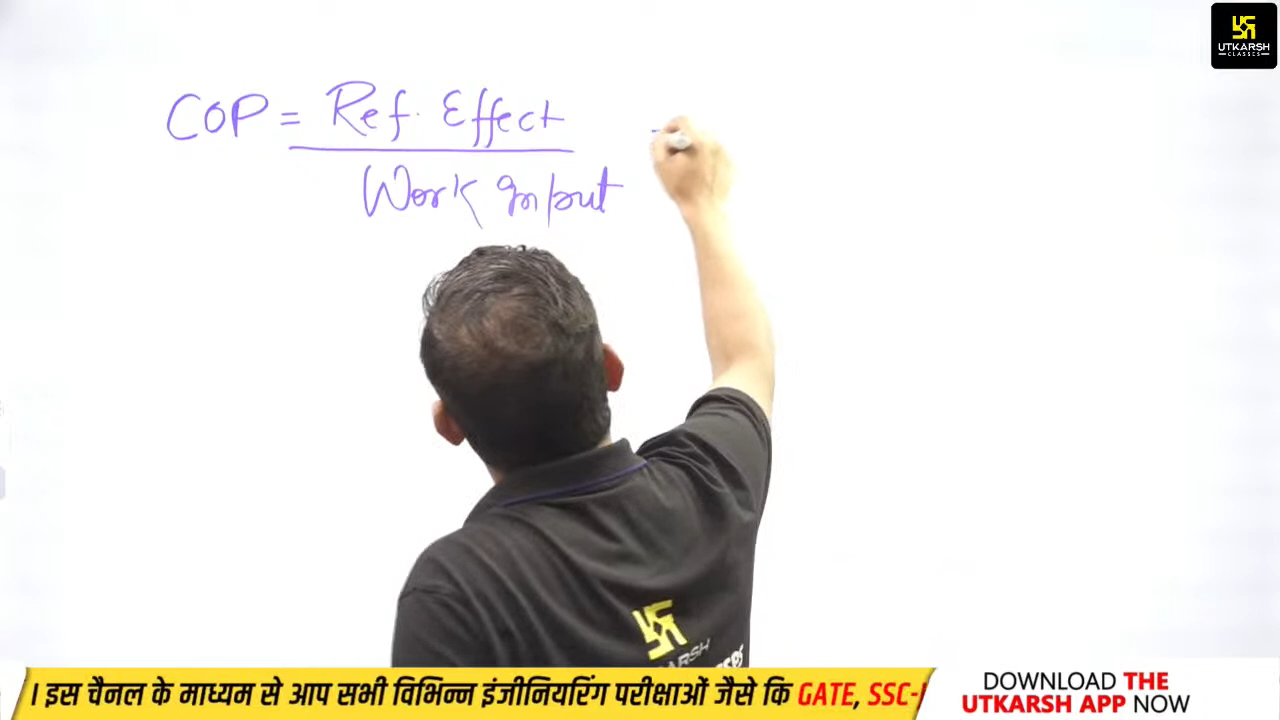 UTKARSH
CLASSES
COP = Ref. Effect
Work Input
। इस चैनल के माध्यम से आप सभी विभिन्न इंजीनियरिंग परीक्षाओं जैसे कि GATE, SSC-
DOWNLOAD THE
UTKARSH APP NOW